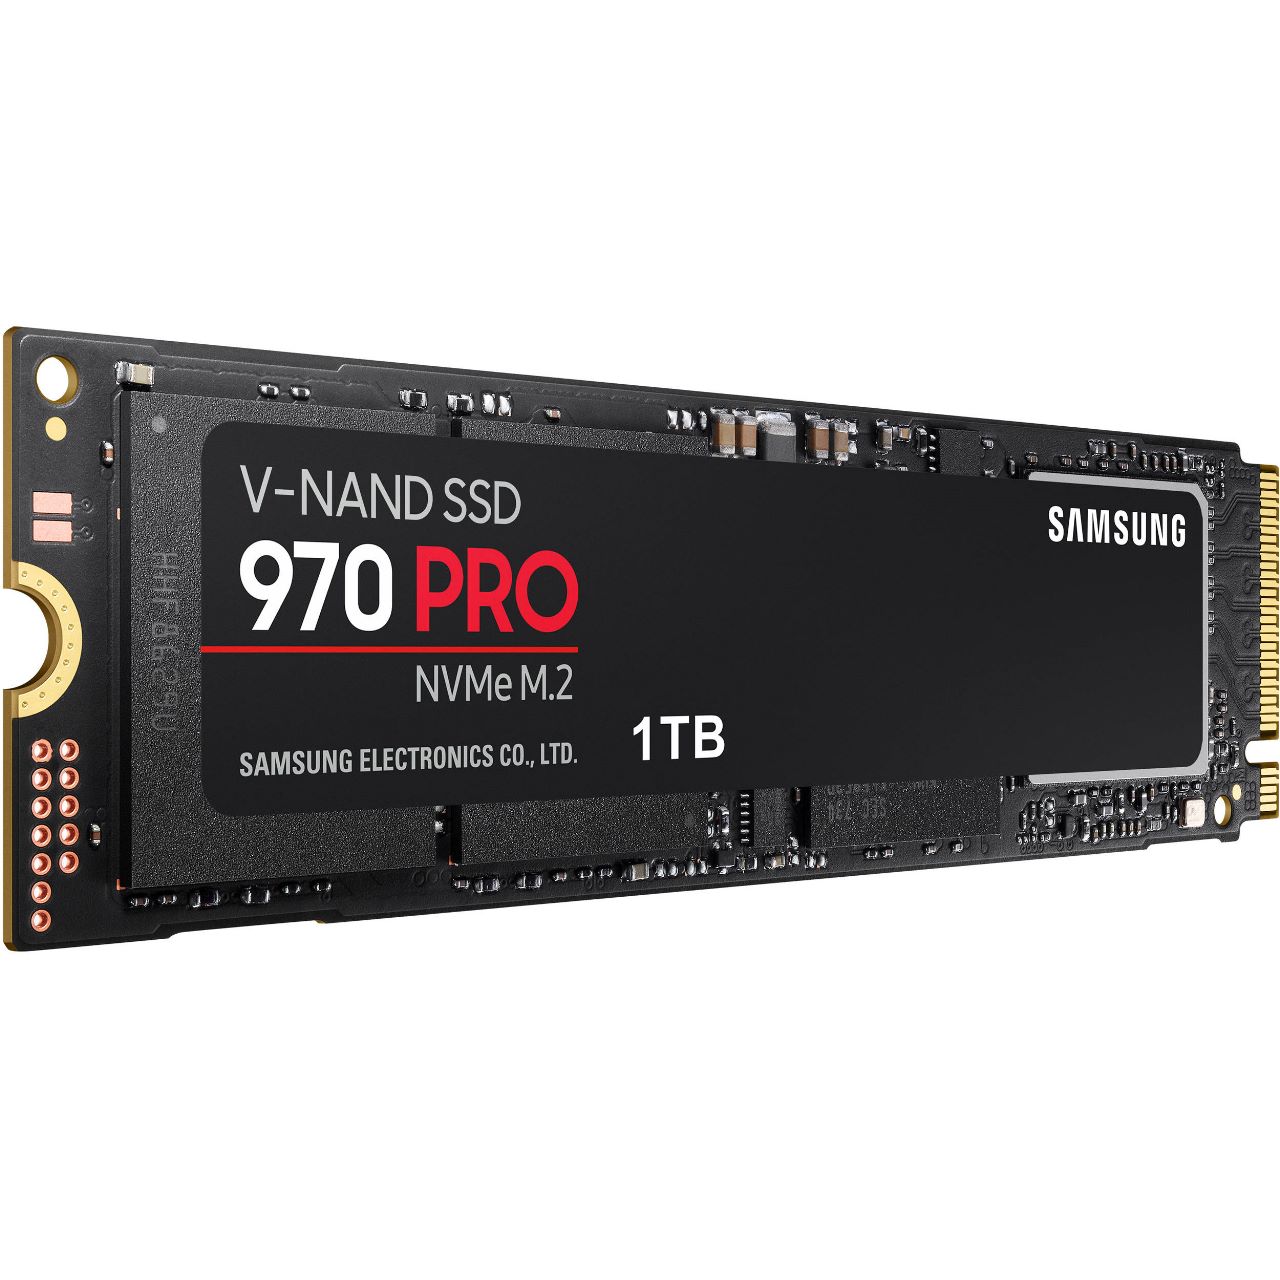 V-NAND SSD
970 PRO
NVMe M.2
SAMSUNG ELECTRONICS CO., LTD.
1TB
SAMSUNG